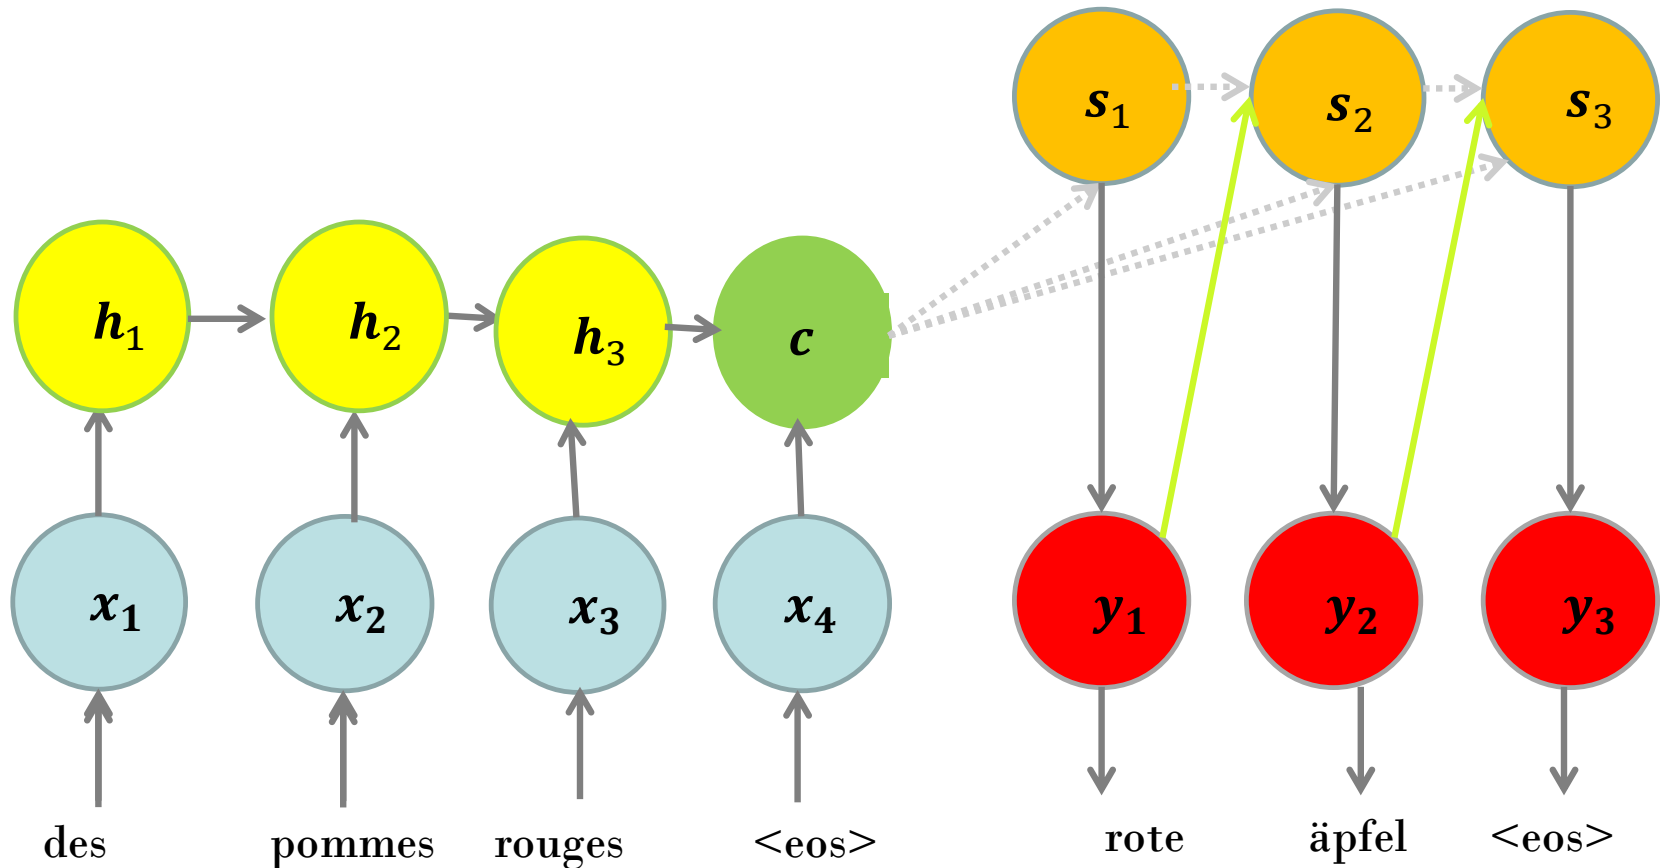 s₁ s₂ s₃
h₁ h₂ h₃ c
x₁ x₂ x₃ x₄ y₁ y₂ y₃
des pommes rouges <eos> rote äpfel <eos>